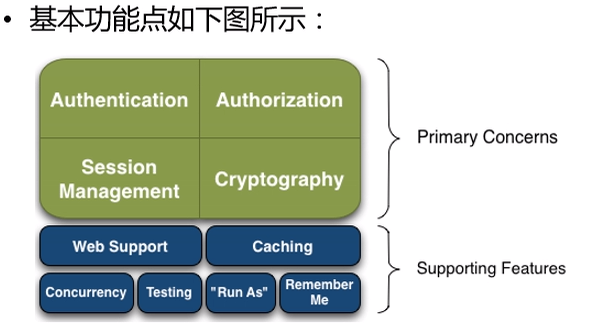 • 基本功能点如下图所示：
Authentication
Authorization
Session
Management
Cryptography
Primary Concerns
Web Support
Caching
Concurrency
Testing
"Run As"
Remember
Me
Supporting Features